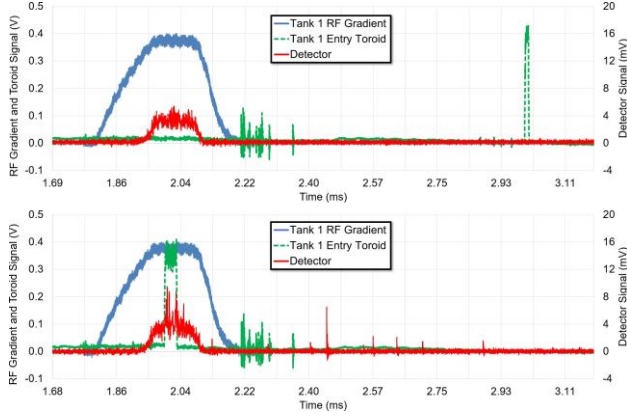 0.5
0.4
0.3
0.2
0.1
0.0
-0.1
RF Gradient and Toroid Signal (V)
Tank 1 RF Gradient
Tank 1 Entry Toroid
Detector
20
16
12
8
4
0
-4
Detector Signal (mV)
1.69 1.86 2.04 2.22 2.40 2.57 2.75 2.93 3.11
Time (ms)
0.5
0.4
0.3
0.2
0.1
0.0
-0.1
RF Gradient and Toroid Signal (V)
Tank 1 RF Gradient
Tank 1 Entry Toroid
Detector
20
16
12
8
4
0
-4
Detector Signal (mV)
1.68 1.86 2.04 2.22 2.40 2.57 2.75 2.93 3.11
Time (ms)